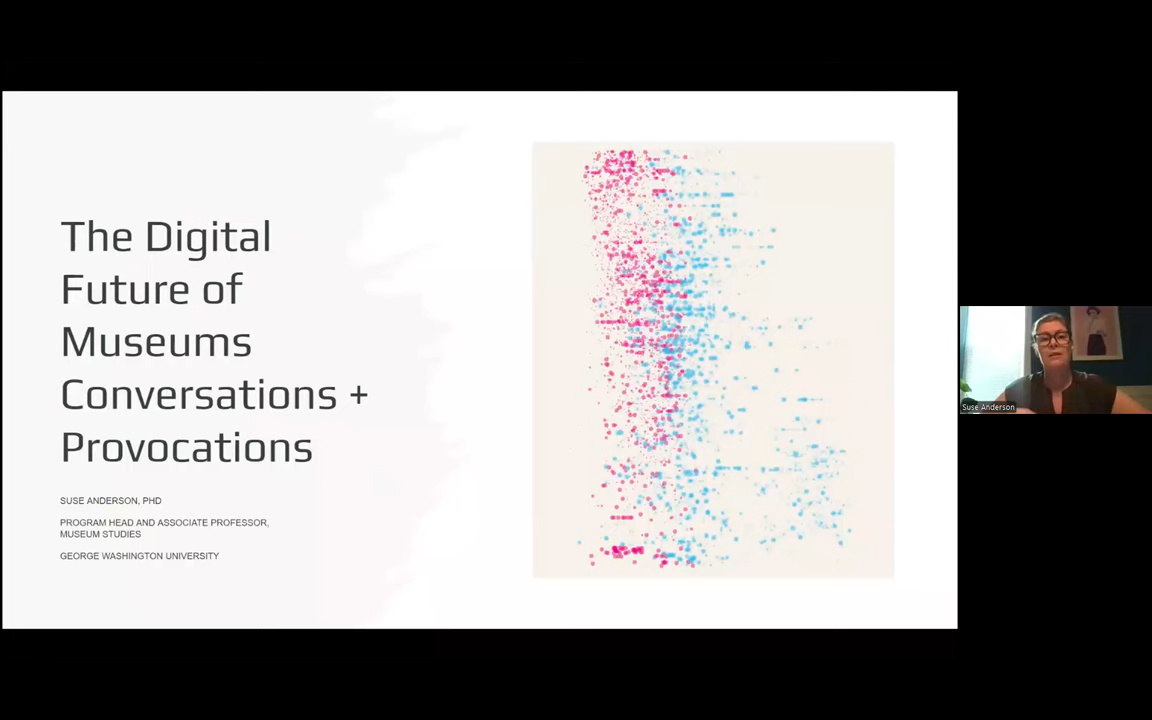 The Digital
Future of
Museums
Conversations +
Provocations
SUSE ANDERSON, PHD
PROGRAM HEAD AND ASSOCIATE PROFESSOR,
MUSEUM STUDIES
GEORGE WASHINGTON UNIVERSITY
Suse Anderson